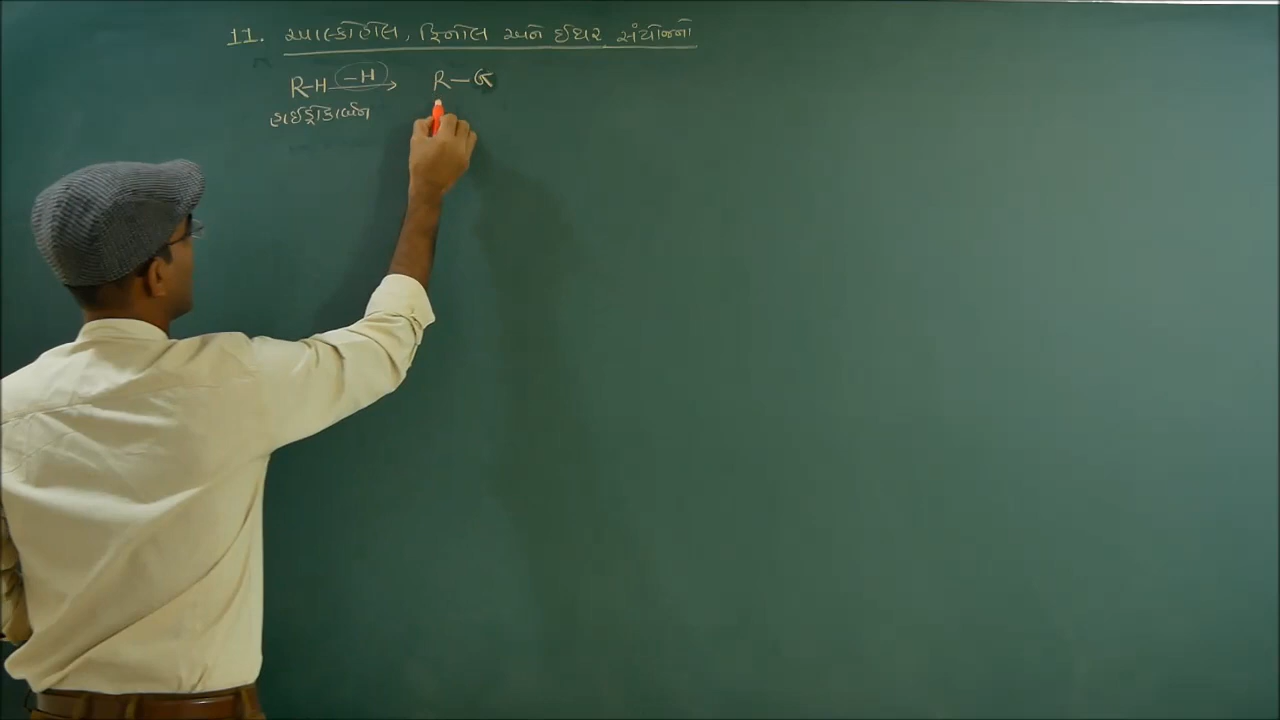 11. આલ્કોહોલ, ફિનોલ અને ઈથર સંયોજનો
R-H -H → R-G
હાઈડ્રોકાર્બન